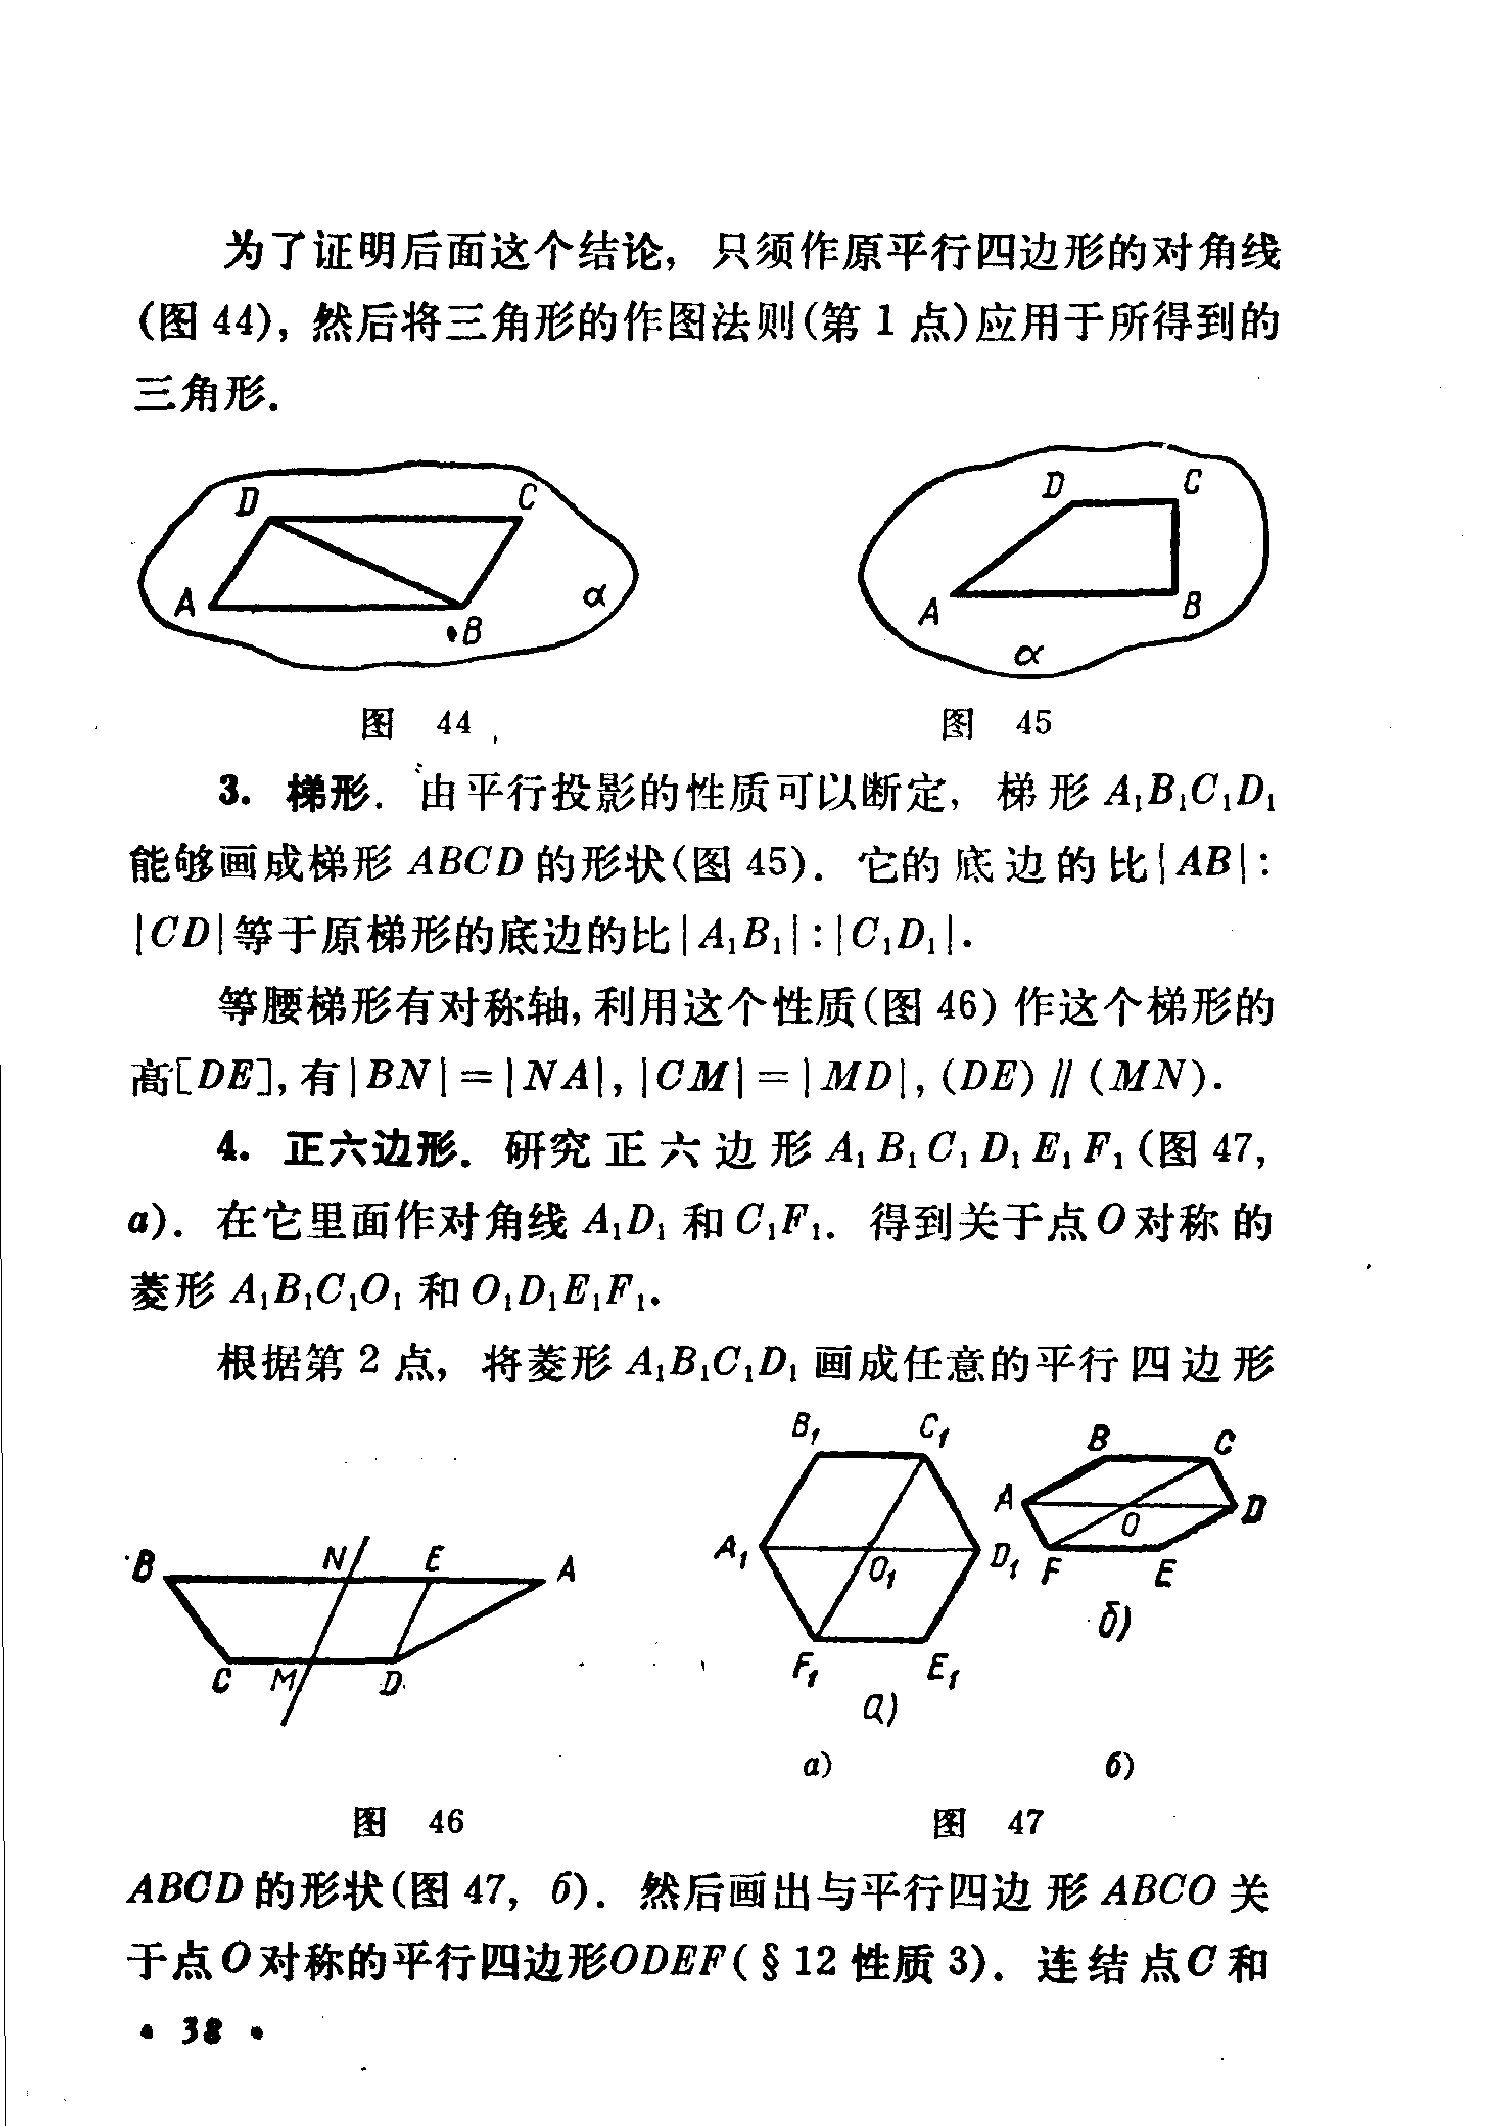 为了证明后面这个结论，只须作原平行四边形的对角线
(图 44)，然后将三角形的作图法则(第 1 点)应用于所得到的
三角形．
D C
A α
B
D C
A B
α
图 44
图 45
3. 梯形． 由平行投影的性质可以断定，梯形 A₁B₁C₁D₁
能够画成梯形 ABCD 的形状(图 45)．它的底边的比|AB|:
|CD|等于原梯形的底边的比|A₁B₁|:|C₁D₁|．
等腰梯形有对称轴，利用这个性质(图 46) 作这个梯形的
高[DE]，有|BN|=|NA|, |CM|=|MD|, (DE) ∥ (MN)．
4. 正六边形．研究正六边形 A₁B₁C₁D₁E₁F₁(图 47,
a)．在它里面作对角线 A₁D₁ 和 C₁F₁．得到关于点 O 对称的
菱形 A₁B₁C₁O₁ 和 O₁D₁E₁F₁．
根据第 2 点，将菱形 A₁B₁C₁D₁ 画成任意的平行四边形
B N E A
C M D
B₁ C₁
A₁ O₁ D₁
F₁ E₁
a)
B C
A O D
F E
б)
a) б)
图 46
图 47
ABCD 的形状(图 47, б)．然后画出与平行四边形 ABCO 关
于点 O 对称的平行四边形ODEF(§12 性质 3)．连结点 C 和
• 38 •